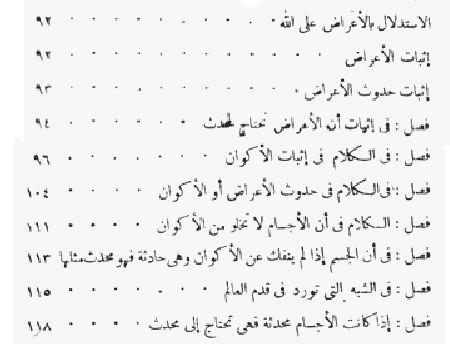 الاستدلال بالأعراض على الله . . . . . . . ٩٢
إثبات الأعراض . . . . . . . . . ٩٢
إثبات حدوث الأعراض . . . . . . . . ٩٣
فصل : فى إثبات أن الأعراض تحتاج لمحدث . . . . . . ٩٤
فصل : فى الكلام فى إثبات الأكوان . . . . . . ٩٦
فصل : فى الكلام فى حدوث الأعراض أو الأكوان . . . . ١٠٤
فصل : الكلام فى أن الأجسام لا تخلو من الأكوان . . . . ١١١
فصل : فى أن الجسم إذا لم ينفك عن الأكوان وهى حادثة فهو محدث مثلها ١١٣
فصل : فى الشبه التى تورد فى قدم العالم . . . . . . ١١٥
فصل : إذا كانت الأجسام محدثة فهى تحتاج إلى محدث . . . . ١١٨